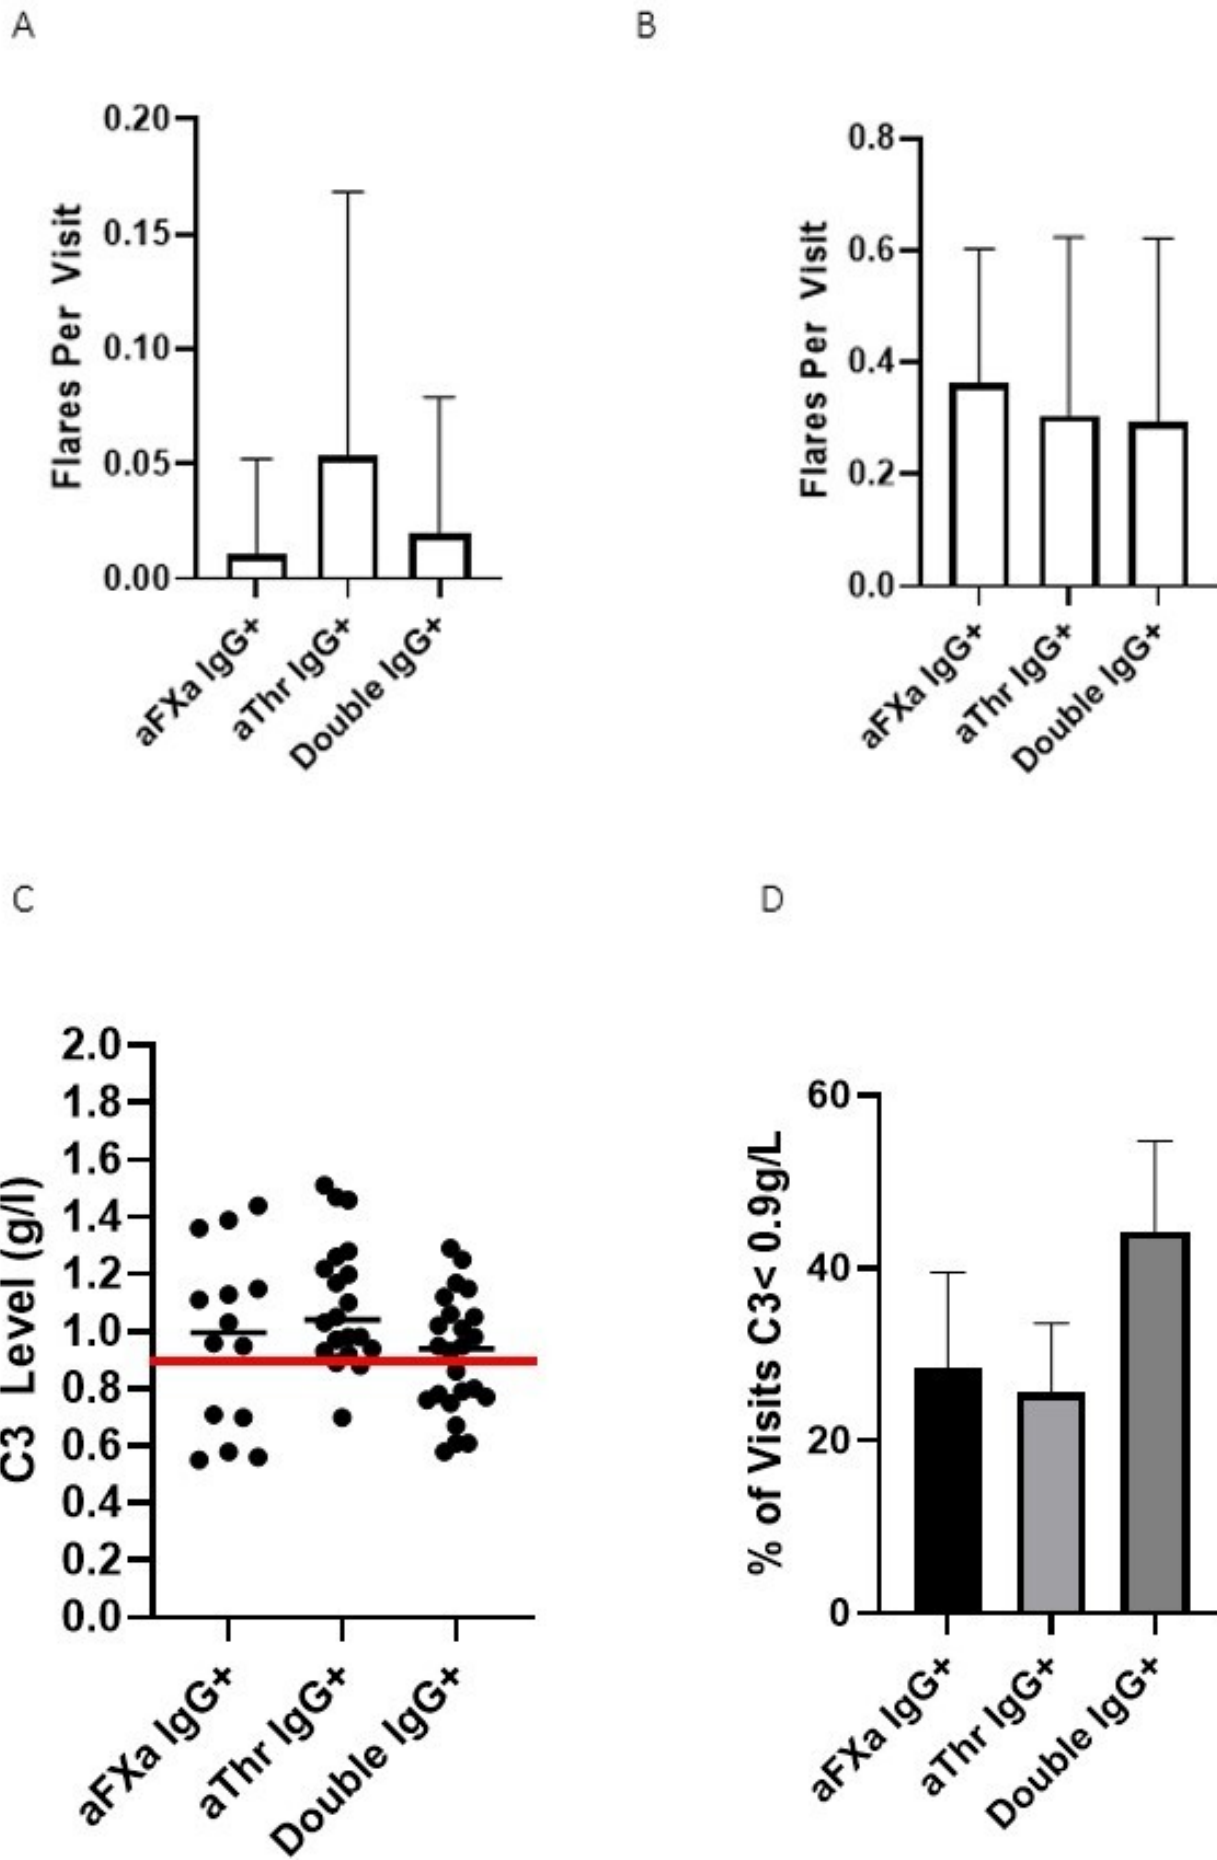 A
B
0.20
0.15
0.10
0.05
0.00
Flares Per Visit
aFXa IgG+
aThr IgG+
Double IgG+
0.8
0.6
0.4
0.2
0.0
Flares Per Visit
aFXa IgG+
aThr IgG+
Double IgG+
C
D
2.0
1.8
1.6
1.4
1.2
1.0
0.8
0.6
0.4
0.2
0.0
C3 Level (g/l)
aFXa IgG+
aThr IgG+
Double IgG+
60
40
20
0
% of Visits C3< 0.9g/L
aFXa IgG+
aThr IgG+
Double IgG+